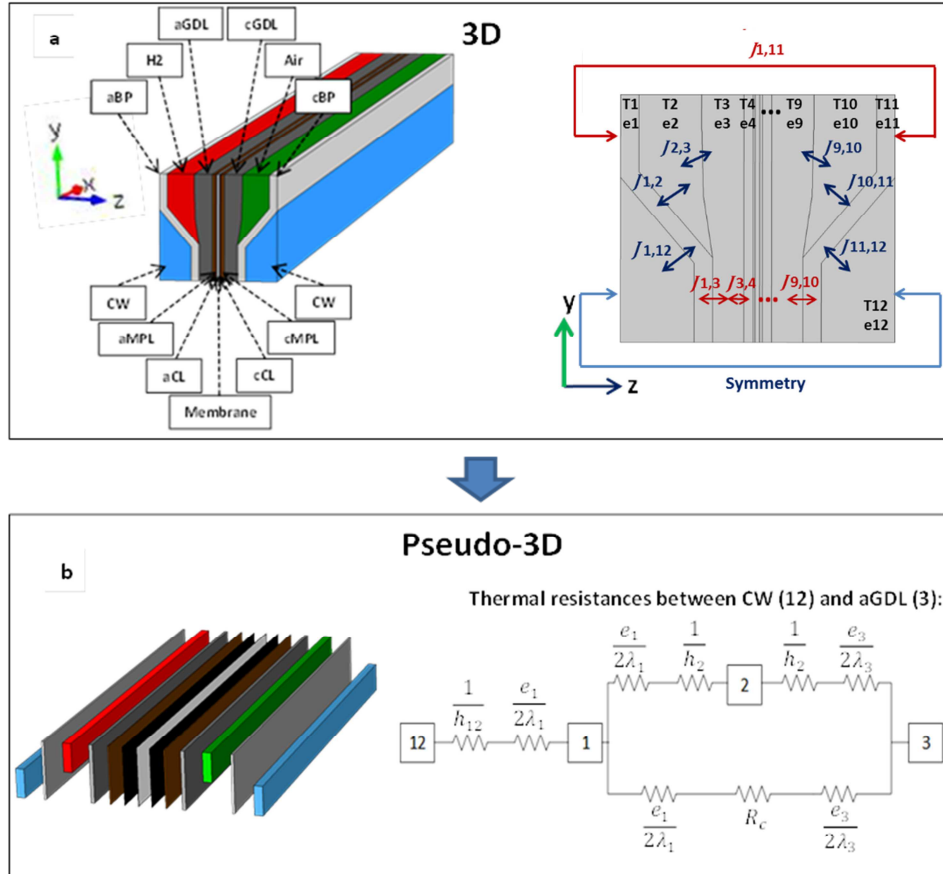 a
3D
aGDL
cGDL
H2
Air
aBP
cBP
y
x
z
CW
CW
aMPL
cMPL
aCL
cCL
Membrane
J1,11
T1 T2 T3 T4 ... T9 T10 T11
e1 e2 e3 e4 e9 e10 e11
J2,3
J9,10
J1,2
J10,11
J1,12
J11,12
J1,3 J3,4 ... J9,10
T12
e12
y
z
Symmetry
Pseudo-3D
b
Thermal resistances between CW (12) and aGDL (3):
e₁/2λ₁ 1/h₂ 1/h₂ e₃/2λ₃
2
1/h₁₂ e₁/2λ₁
12 1 3
e₁/2λ₁ R_c e₃/2λ₃